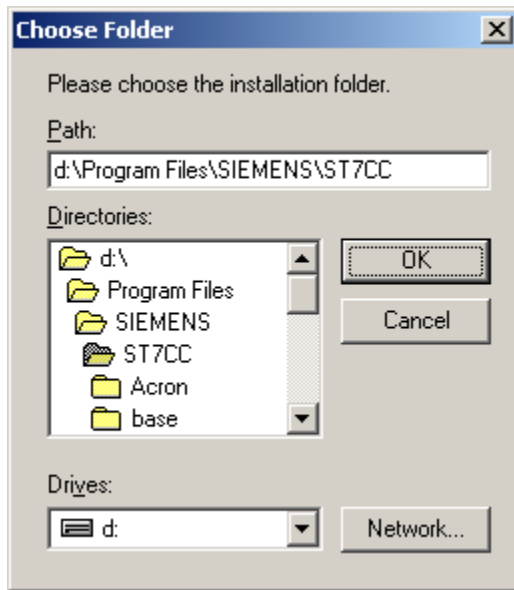 Choose Folder
Please choose the installation folder.
Path:
d:\Program Files\SIEMENS\ST7CC
Directories:
d:\
Program Files
SIEMENS
ST7CC
Acron
base
OK
Cancel
Drives:
d:
Network...